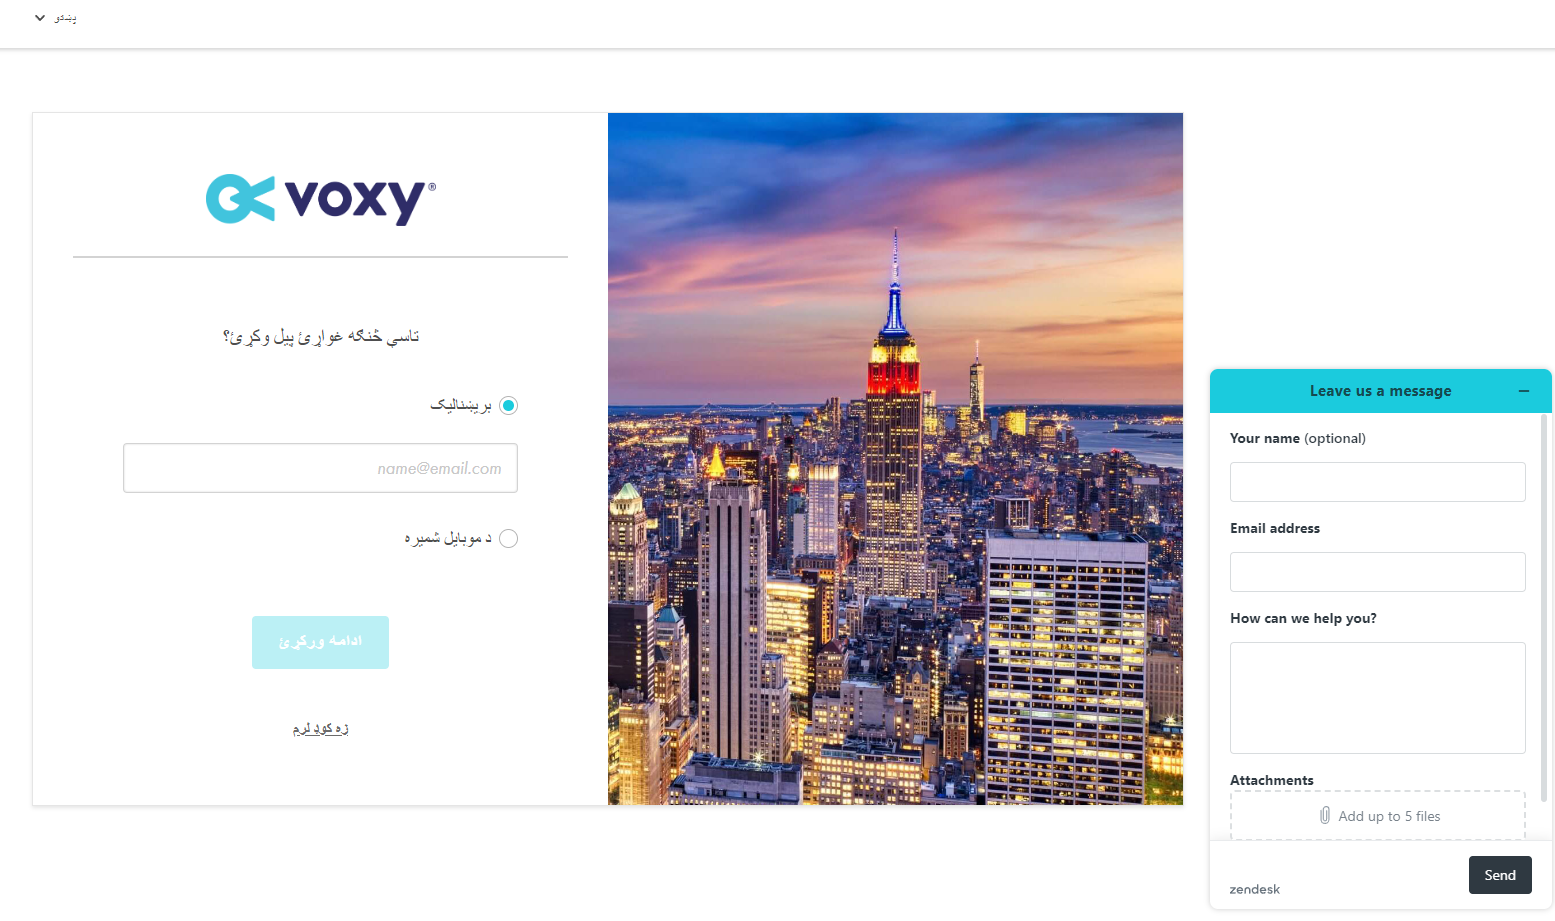 پښتو
voxy®
تاسي څنګه غواړئ پیل وکړئ؟
بریښنالیک
name@email.com
د موبایل شمیره
ادامه ورکړئ
زه کوډ لرم
Leave us a message
Your name (optional)
Email address
How can we help you?
Attachments
Add up to 5 files
zendesk
Send